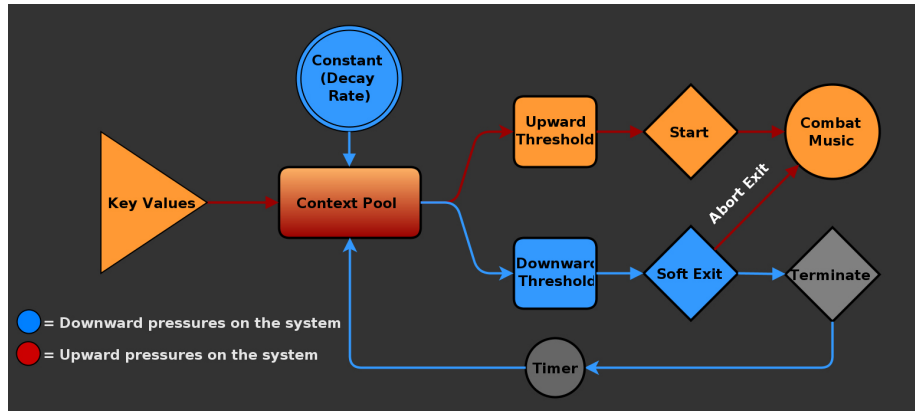 Constant
(Decay
Rate)
Upward
Threshold
Start
Combat
Music
Key Values
Context Pool
Abort Exit
Downward
Threshold
Soft Exit
Terminate
= Downward pressures on the system
= Upward pressures on the system
Timer